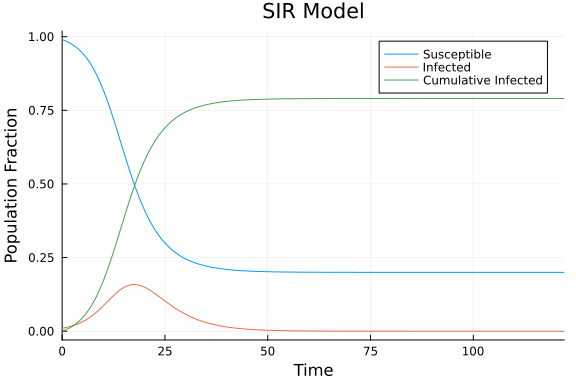 SIR Model
Population Fraction
1.00
0.75
0.50
0.25
0.00
Susceptible
Infected
Cumulative Infected
0 25 50 75 100
Time